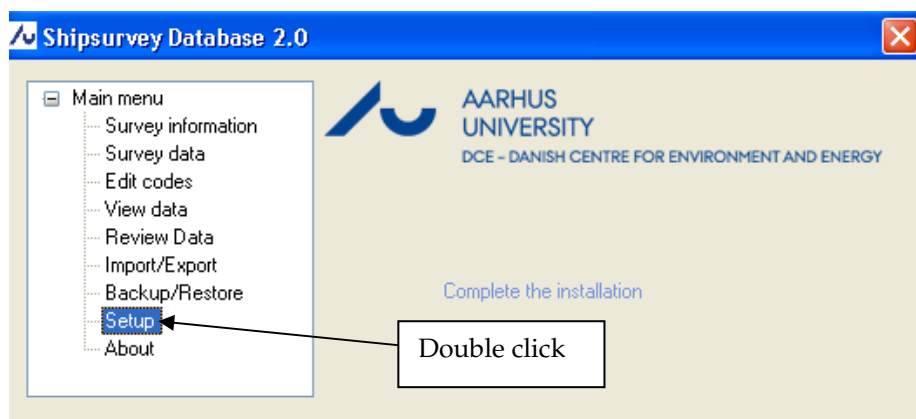 Shipsurvey Database 2.0
Main menu
Survey information
Survey data
Edit codes
View data
Review Data
Import/Export
Backup/Restore
Setup
About
AARHUS
UNIVERSITY
DCE - DANISH CENTRE FOR ENVIRONMENT AND ENERGY
Complete the installation
Double click